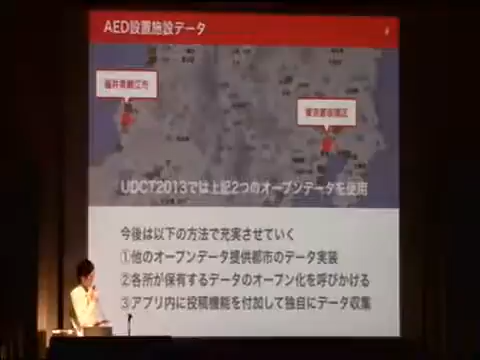 AED設置施設データ
福井県鯖江市
UDCT2013では上記2つのオープンデータを使用
今後は以下の方法で充実させていく
①他のオープンデータ提供都市のデータ実装
②各所が保有するデータのオープン化を呼びかける
③アプリ内に投稿機能を付加して独自にデータ収集